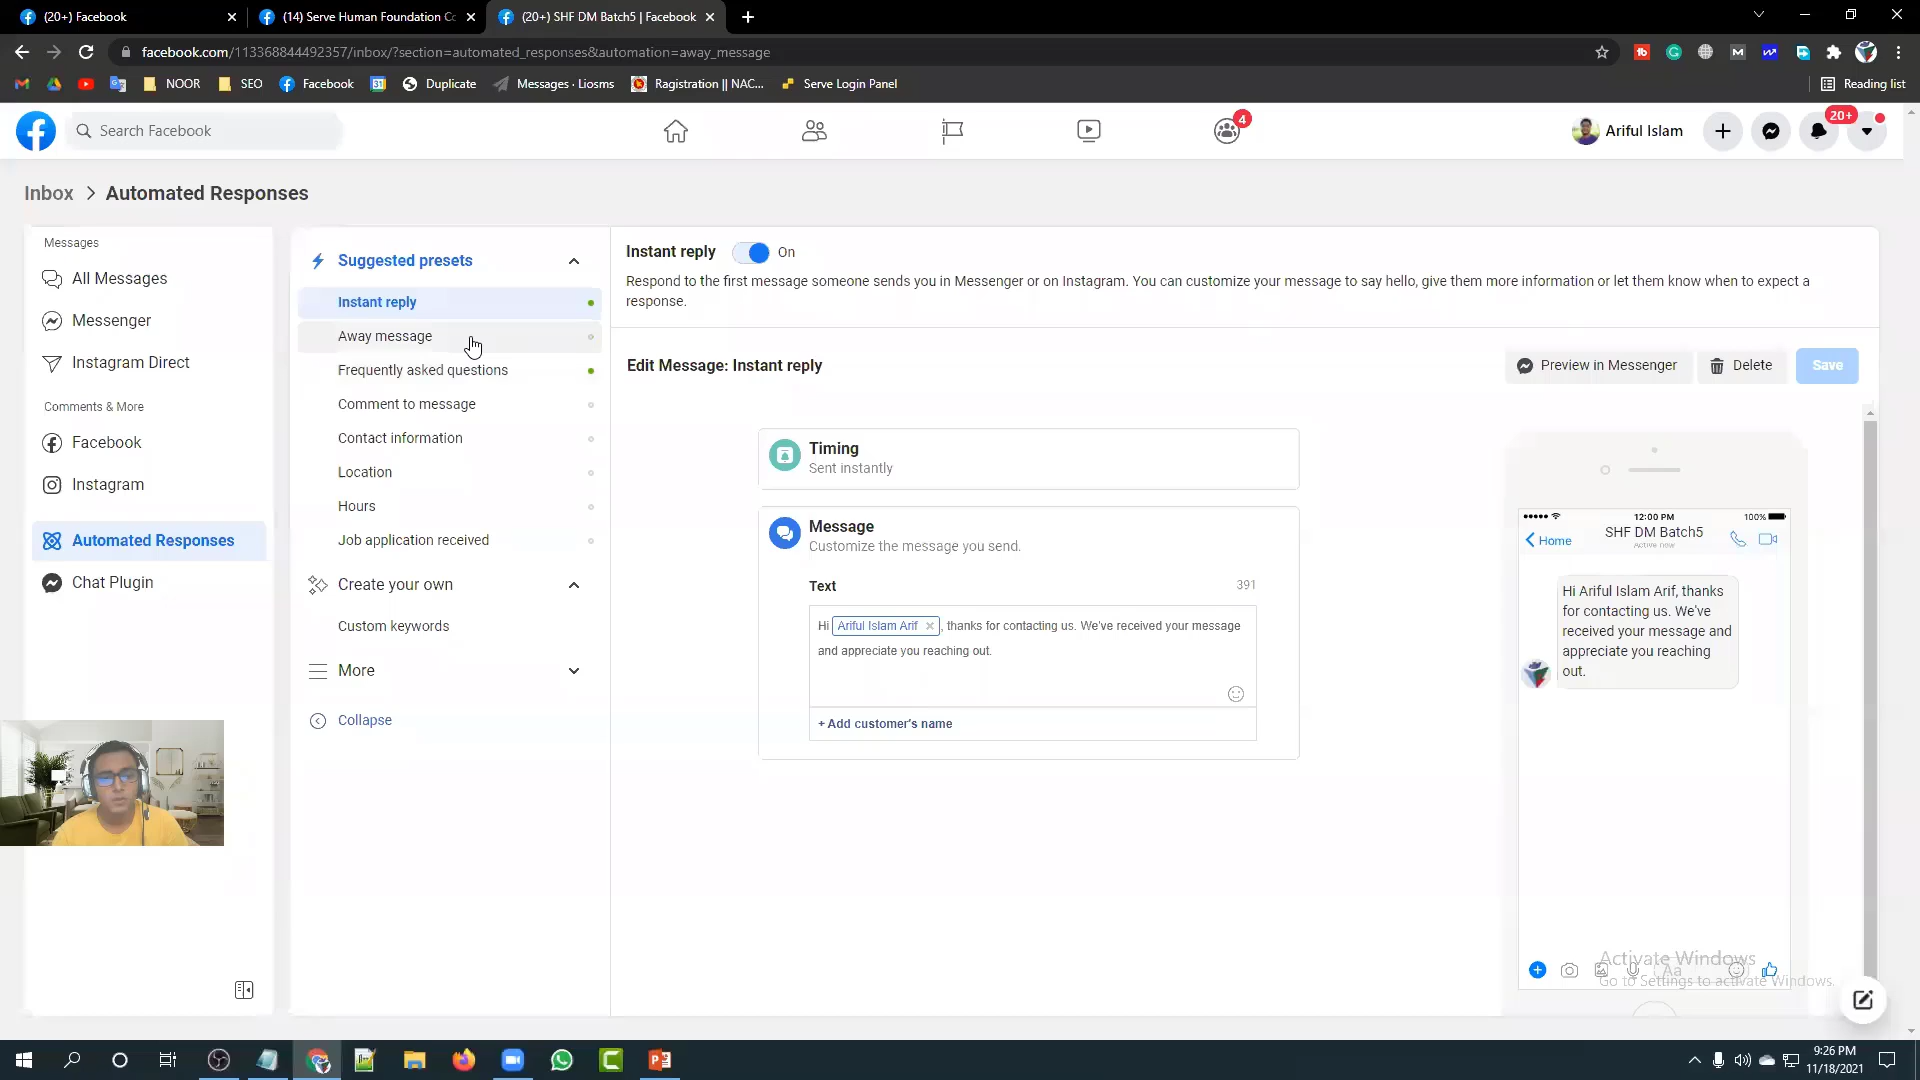 (20+) Facebook
(14) Serve Human Foundation Co
(20+) SHF DM Batch5 | Facebook
facebook.com/113368844492357/inbox/?section=automated_responses&automation=away_message
NOOR
SEO
Facebook
Duplicate
Messages · Liosms
Ragistration || NAC...
Serve Login Panel
Reading list
Search Facebook
4
Ariful Islam
20+
Inbox > Automated Responses
Messages
All Messages
Messenger
Instagram Direct
Comments & More
Facebook
Instagram
Automated Responses
Chat Plugin
Suggested presets
Instant reply
Away message
Frequently asked questions
Comment to message
Contact information
Location
Hours
Job application received
Create your own
Custom keywords
More
Collapse
Instant reply On
Respond to the first message someone sends you in Messenger or on Instagram. You can customize your message to say hello, give them more information or let them know when to expect a
response.
Edit Message: Instant reply
Preview in Messenger
Delete
Save
Timing
Sent instantly
Message
Customize the message you send.
Text 391
Hi Ariful Islam Arif × , thanks for contacting us. We've received your message
and appreciate you reaching out.
+ Add customer's name
12:00 PM
100%
Home
SHF DM Batch5
Active now
Hi Ariful Islam Arif, thanks
for contacting us. We've
received your message and
appreciate you reaching
out.
Aa
Activate Windows
Go to Settings to activate Windows.
9:26 PM
11/18/2021